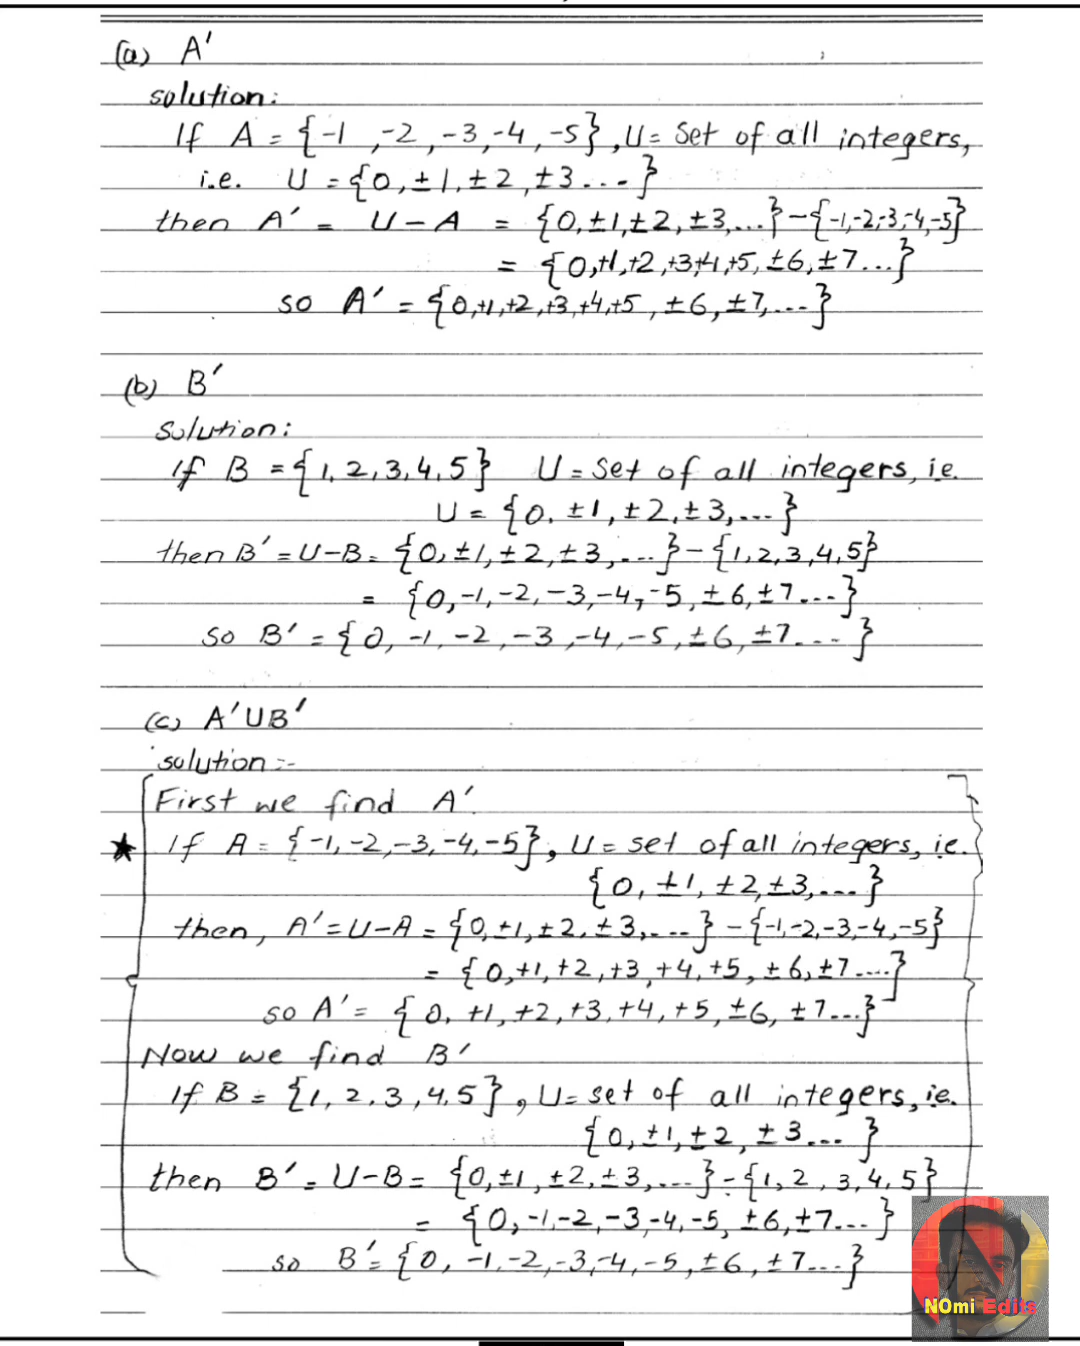 (a) A'
solution:
If A = {-1, -2, -3, -4, -5}, U = Set of all integers,
i.e. U = {0, ±1, ±2, ±3...}
then A' = U - A = {0, ±1, ±2, ±3,...} - {-1,-2,-3,-4,-5}
= {0,+1,+2,+3,+4,+5, ±6, ±7...}
so A' = {0,+1,+2,+3,+4,+5, ±6, ±7,...}
(b) B'
Solution:
If B = {1, 2, 3, 4, 5} U = Set of all integers, i.e.
U = {0, ±1, ±2, ±3,...}
then B' = U-B = {0, ±1, ±2, ±3,...} - {1,2,3,4,5}
= {0, -1, -2, -3, -4, -5, ±6, ±7...}
So B' = {0, -1, -2, -3, -4, -5, ±6, ±7...}
(c) A'UB'
solution :-
First we find A'.
★ If A = {-1, -2, -3, -4, -5}, U = set of all integers, i.e.
{0, ±1, ±2, ±3,...}
then, A' = U-A = {0, ±1, ±2, ±3,...} - {-1,-2,-3,-4,-5}
= {0, +1, +2, +3, +4, +5, ±6, ±7....}
so A' = {0, +1, +2, +3, +4, +5, ±6, ±7...}
Now we find B'
If B = {1, 2, 3, 4, 5}, U = set of all integers, i.e.
{0, ±1, ±2, ±3...}
then B' = U-B = {0, ±1, ±2, ±3,...} - {1, 2, 3, 4, 5}
= {0, -1, -2, -3, -4, -5, ±6, ±7...}
so B' = {0, -1, -2, -3, -4, -5, ±6, ±7...}
NOmi Edits